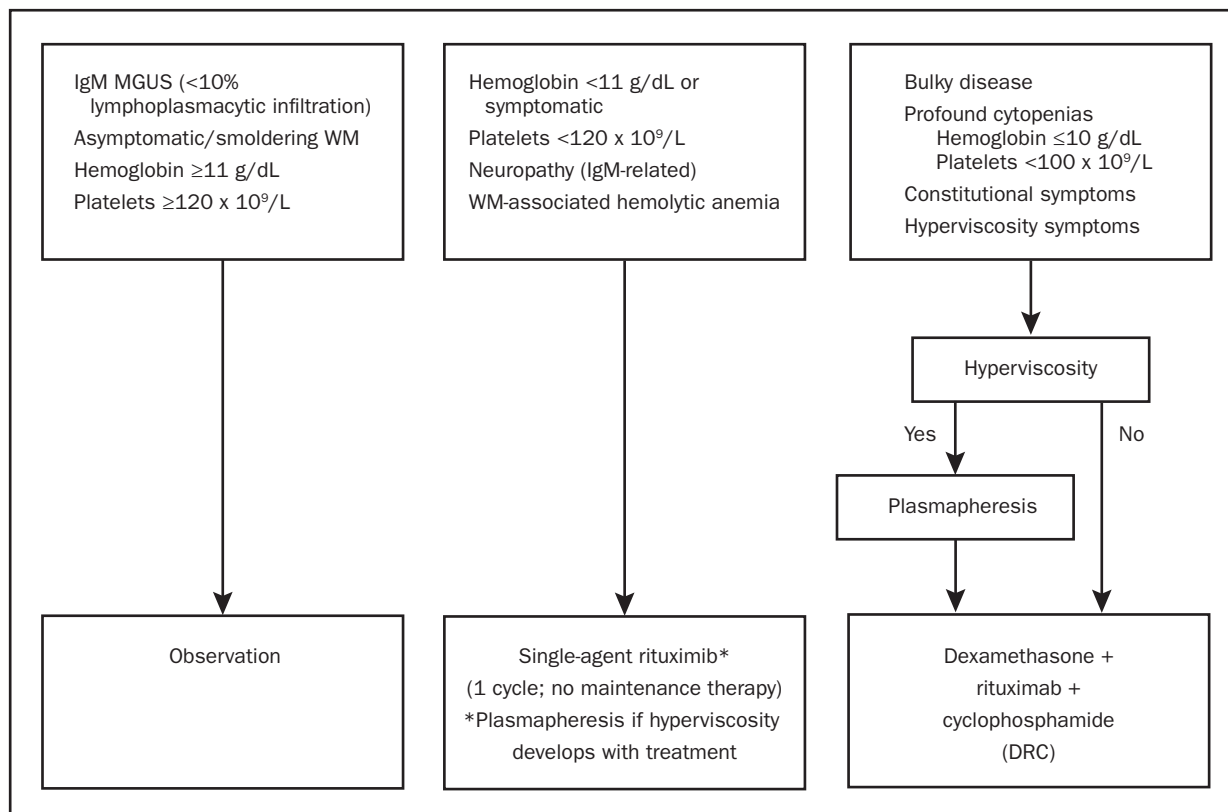 IgM MGUS (<10%
lymphoplasmacytic infiltration)
Asymptomatic/smoldering WM
Hemoglobin ≥11 g/dL
Platelets ≥120 x 10⁹/L
Hemoglobin <11 g/dL or
symptomatic
Platelets <120 x 10⁹/L
Neuropathy (IgM-related)
WM-associated hemolytic anemia
Bulky disease
Profound cytopenias
Hemoglobin ≤10 g/dL
Platelets <100 x 10⁹/L
Constitutional symptoms
Hyperviscosity symptoms
Hyperviscosity
Yes
No
Plasmapheresis
Observation
Single-agent rituximib*
(1 cycle; no maintenance therapy)
*Plasmapheresis if hyperviscosity
develops with treatment
Dexamethasone +
rituximab +
cyclophosphamide
(DRC)